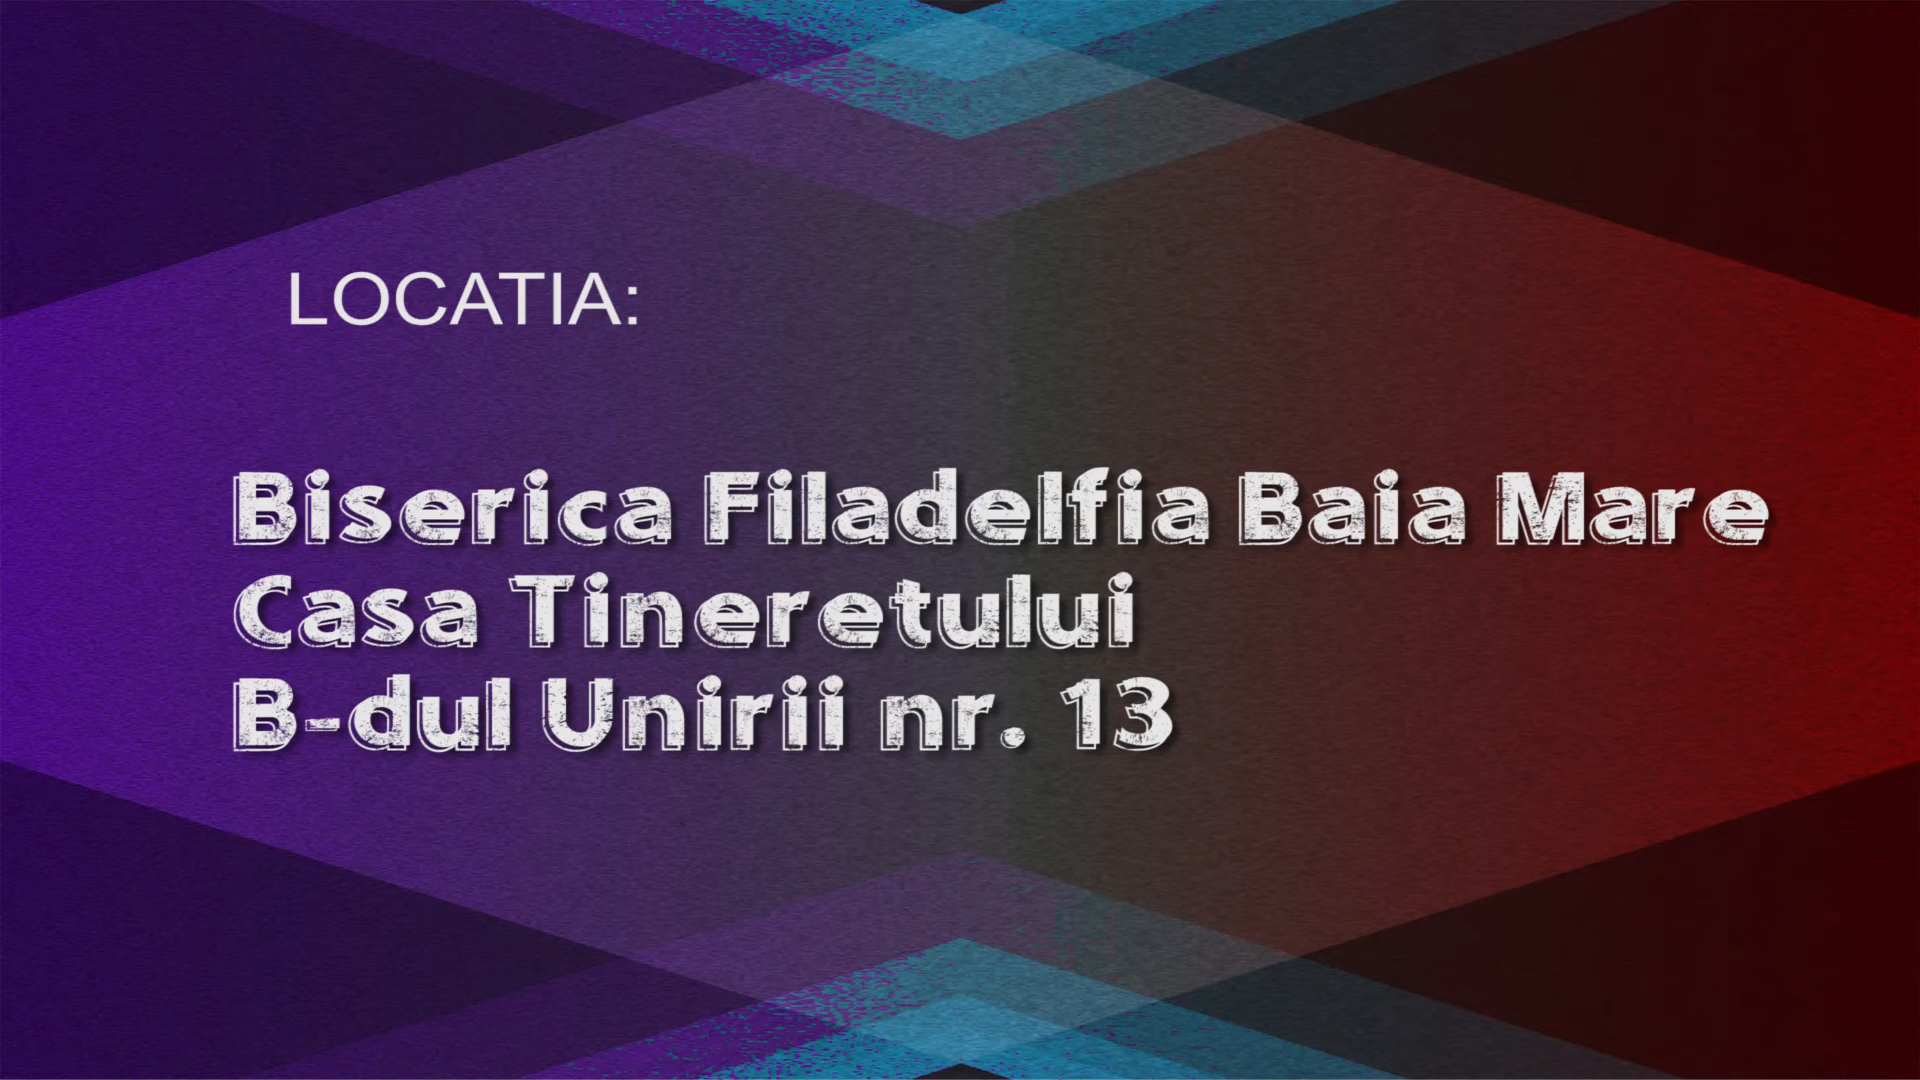 LOCATIA:
Biserica Filadelfia Baia Mare
Casa Tineretului
B-dul Unirii nr. 13